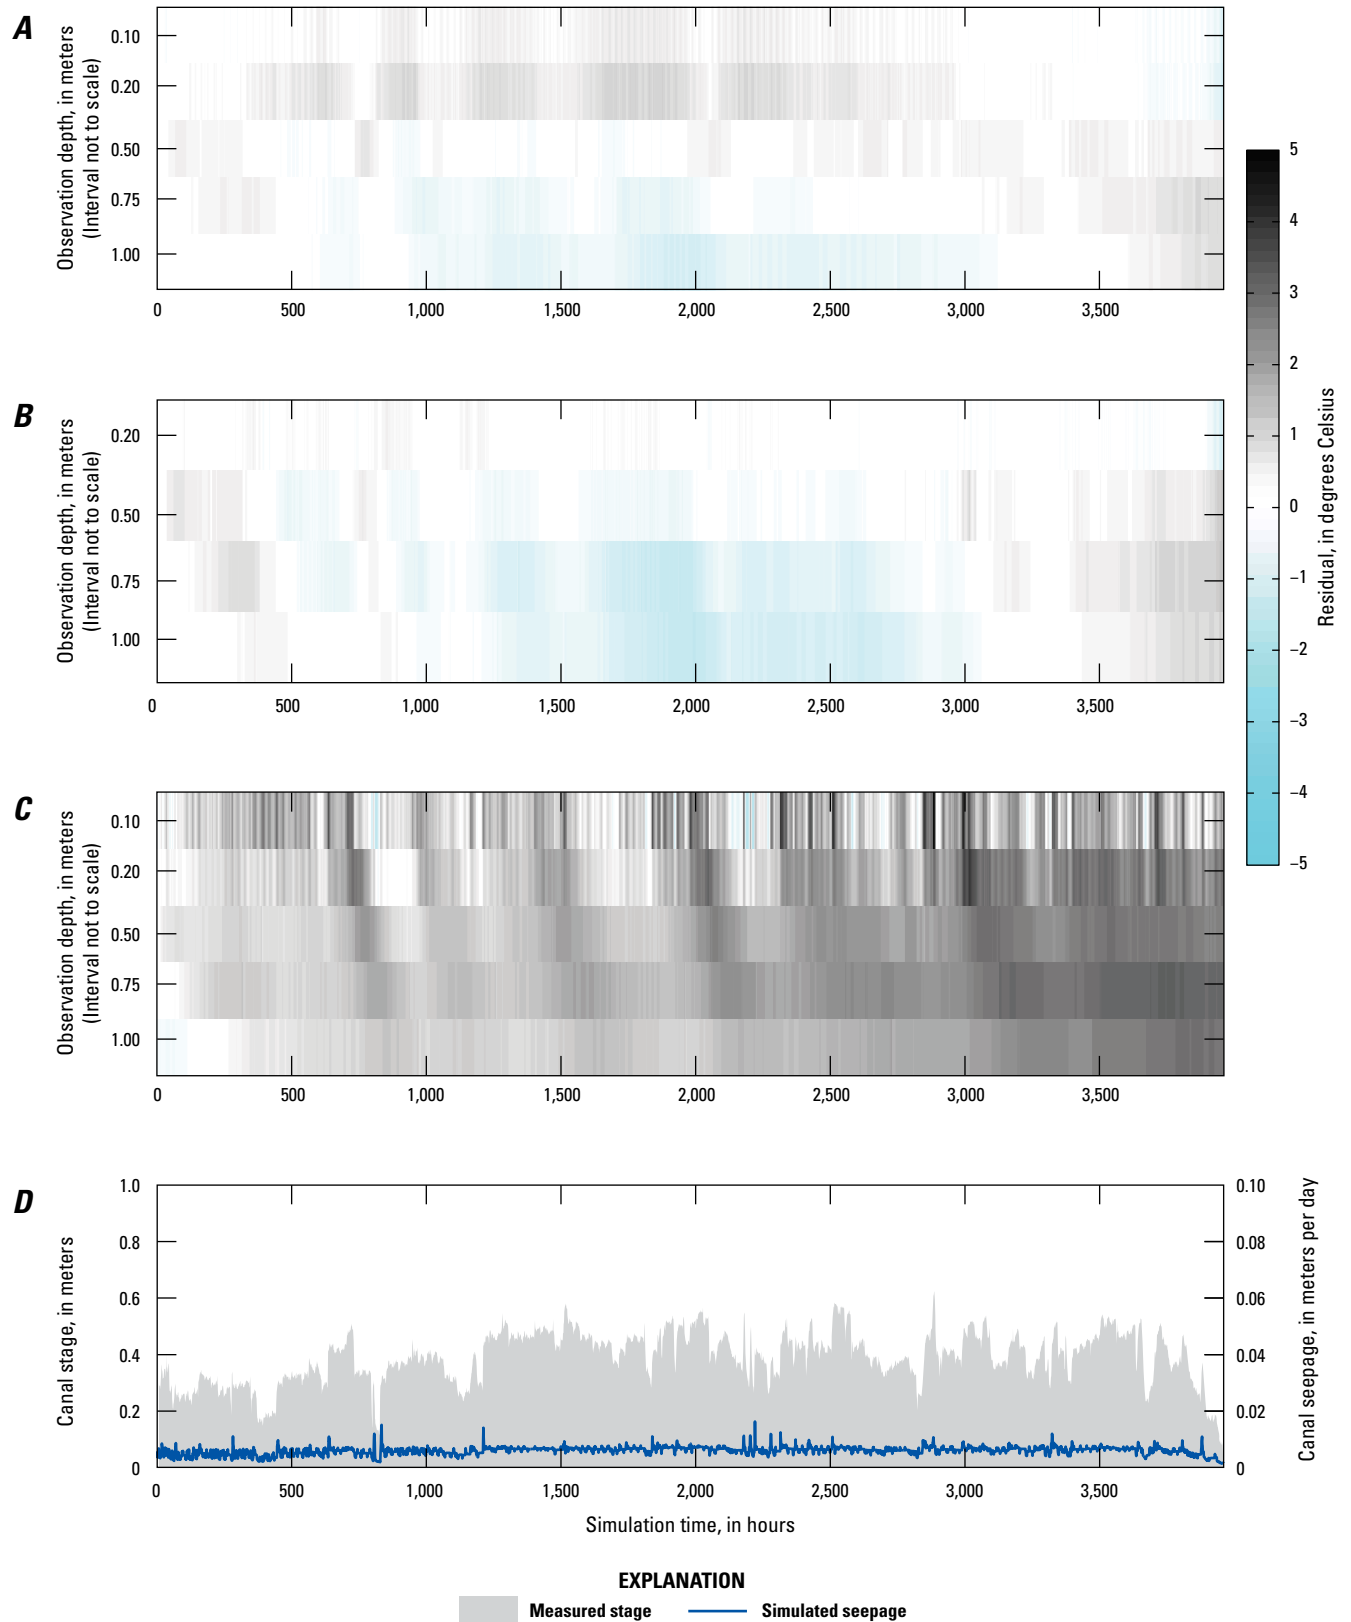 A
Observation depth, in meters
(Interval not to scale)
0.10
0.20
0.50
0.75
1.00
0 500 1,000 1,500 2,000 2,500 3,000 3,500
B
Observation depth, in meters
(Interval not to scale)
0.20
0.50
0.75
1.00
0 500 1,000 1,500 2,000 2,500 3,000 3,500
5
4
3
2
1
0
−1
−2
−3
−4
−5
Residual, in degrees Celsius
C
Observation depth, in meters
(Interval not to scale)
0.10
0.20
0.50
0.75
1.00
0 500 1,000 1,500 2,000 2,500 3,000 3,500
D
Canal stage, in meters
1.0
0.8
0.6
0.4
0.2
0
0.10
0.08
0.06
0.04
0.02
0
Canal seepage, in meters per day
0 500 1,000 1,500 2,000 2,500 3,000 3,500
Simulation time, in hours
EXPLANATION
Measured stage Simulated seepage